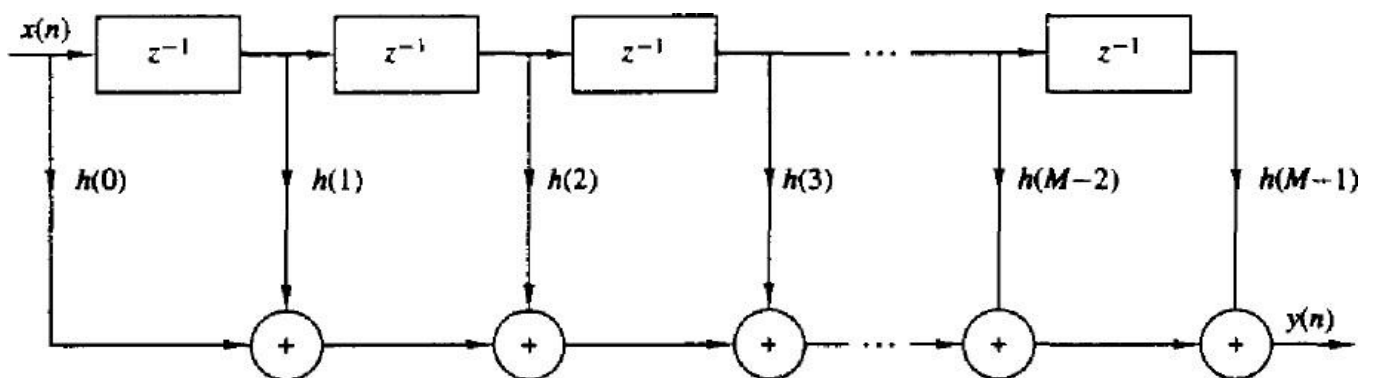 x(n)
z⁻¹ z⁻¹ z⁻¹ ... z⁻¹
h(0) h(1) h(2) h(3) h(M-2) h(M-1)
+ + + ... + + y(n)